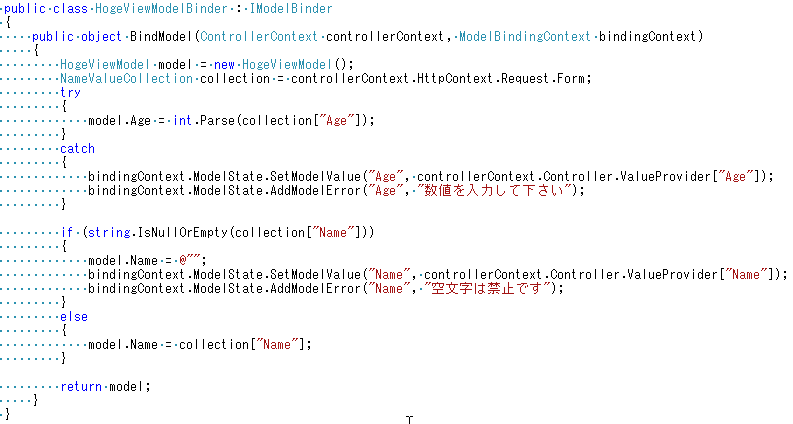 public class HogeViewModelBinder : IModelBinder
{
    public object BindModel(ControllerContext controllerContext, ModelBindingContext bindingContext)
    {
        HogeViewModel model = new HogeViewModel();
        NameValueCollection collection = controllerContext.HttpContext.Request.Form;
        try
        {
            model.Age = int.Parse(collection["Age"]);
        }
        catch
        {
            bindingContext.ModelState.SetModelValue("Age", controllerContext.Controller.ValueProvider["Age"]);
            bindingContext.ModelState.AddModelError("Age", "数値を入力して下さい");
        }

        if (string.IsNullOrEmpty(collection["Name"]))
        {
            model.Name = @"";
            bindingContext.ModelState.SetModelValue("Name", controllerContext.Controller.ValueProvider["Name"]);
            bindingContext.ModelState.AddModelError("Name", "空文字は禁止です");
        }
        else
        {
            model.Name = collection["Name"];
        }

        return model;
    }
}